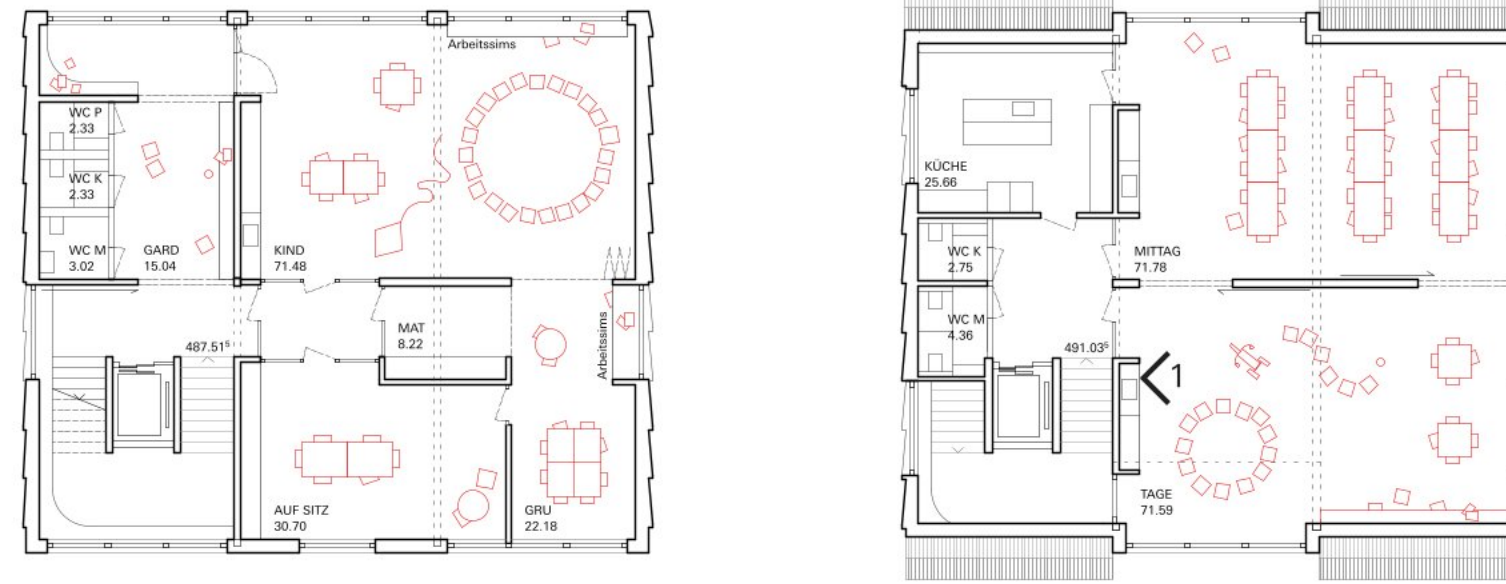 Arbeitssims
WC P
2.33
WC K
2.33
WC M
3.02
GARD
15.04
KIND
71.48
MAT
8.22
487.51⁵
Arbeitssims
AUF SITZ
30.70
GRU
22.18
KÜCHE
25.66
WC K
2.75
MITTAG
71.78
WC M
4.36
491.03⁵
1
TAGE
71.59